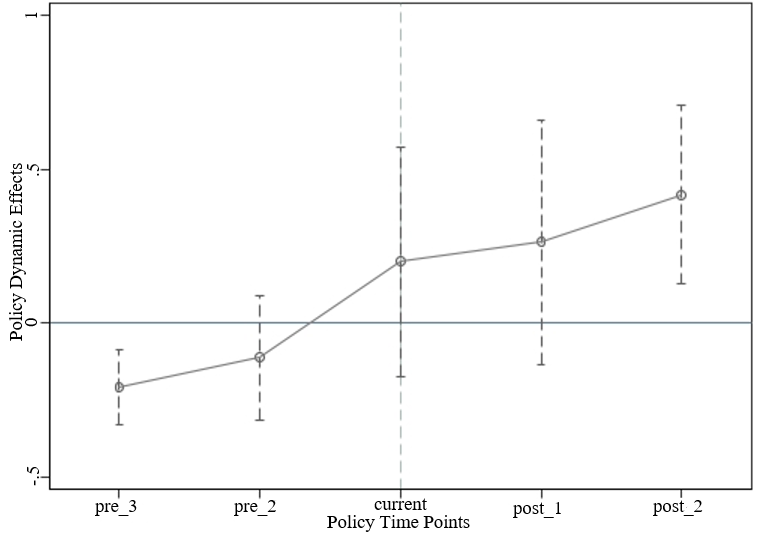 1
.5
0
-.5
Policy Dynamic Effects
pre_3
pre_2
current
post_1
post_2
Policy Time Points